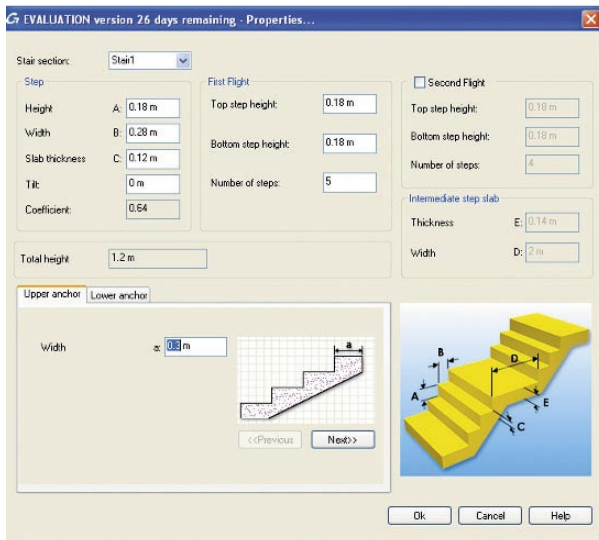 EVALUATION version 26 days remaining - Properties...
Stair section: Stair1
Step
Height A: 0.18 m
Width B: 0.28 m
Slab thickness C: 0.12 m
Tilt: 0 m
Coefficient: 0.64
First Flight
Top step height: 0.18 m
Bottom step height: 0.18 m
Number of steps: 5
Second Flight
Top step height: 0.18 m
Bottom step height: 0.18 m
Number of steps: 4
Intermediate step slab
Thickness E: 0.14 m
Width D: 2 m
Total height 1.2 m
Upper anchor Lower anchor
Width a: 0.3 m
a
<<Previous Next>>
B
D
A
E
C
Ok Cancel Help